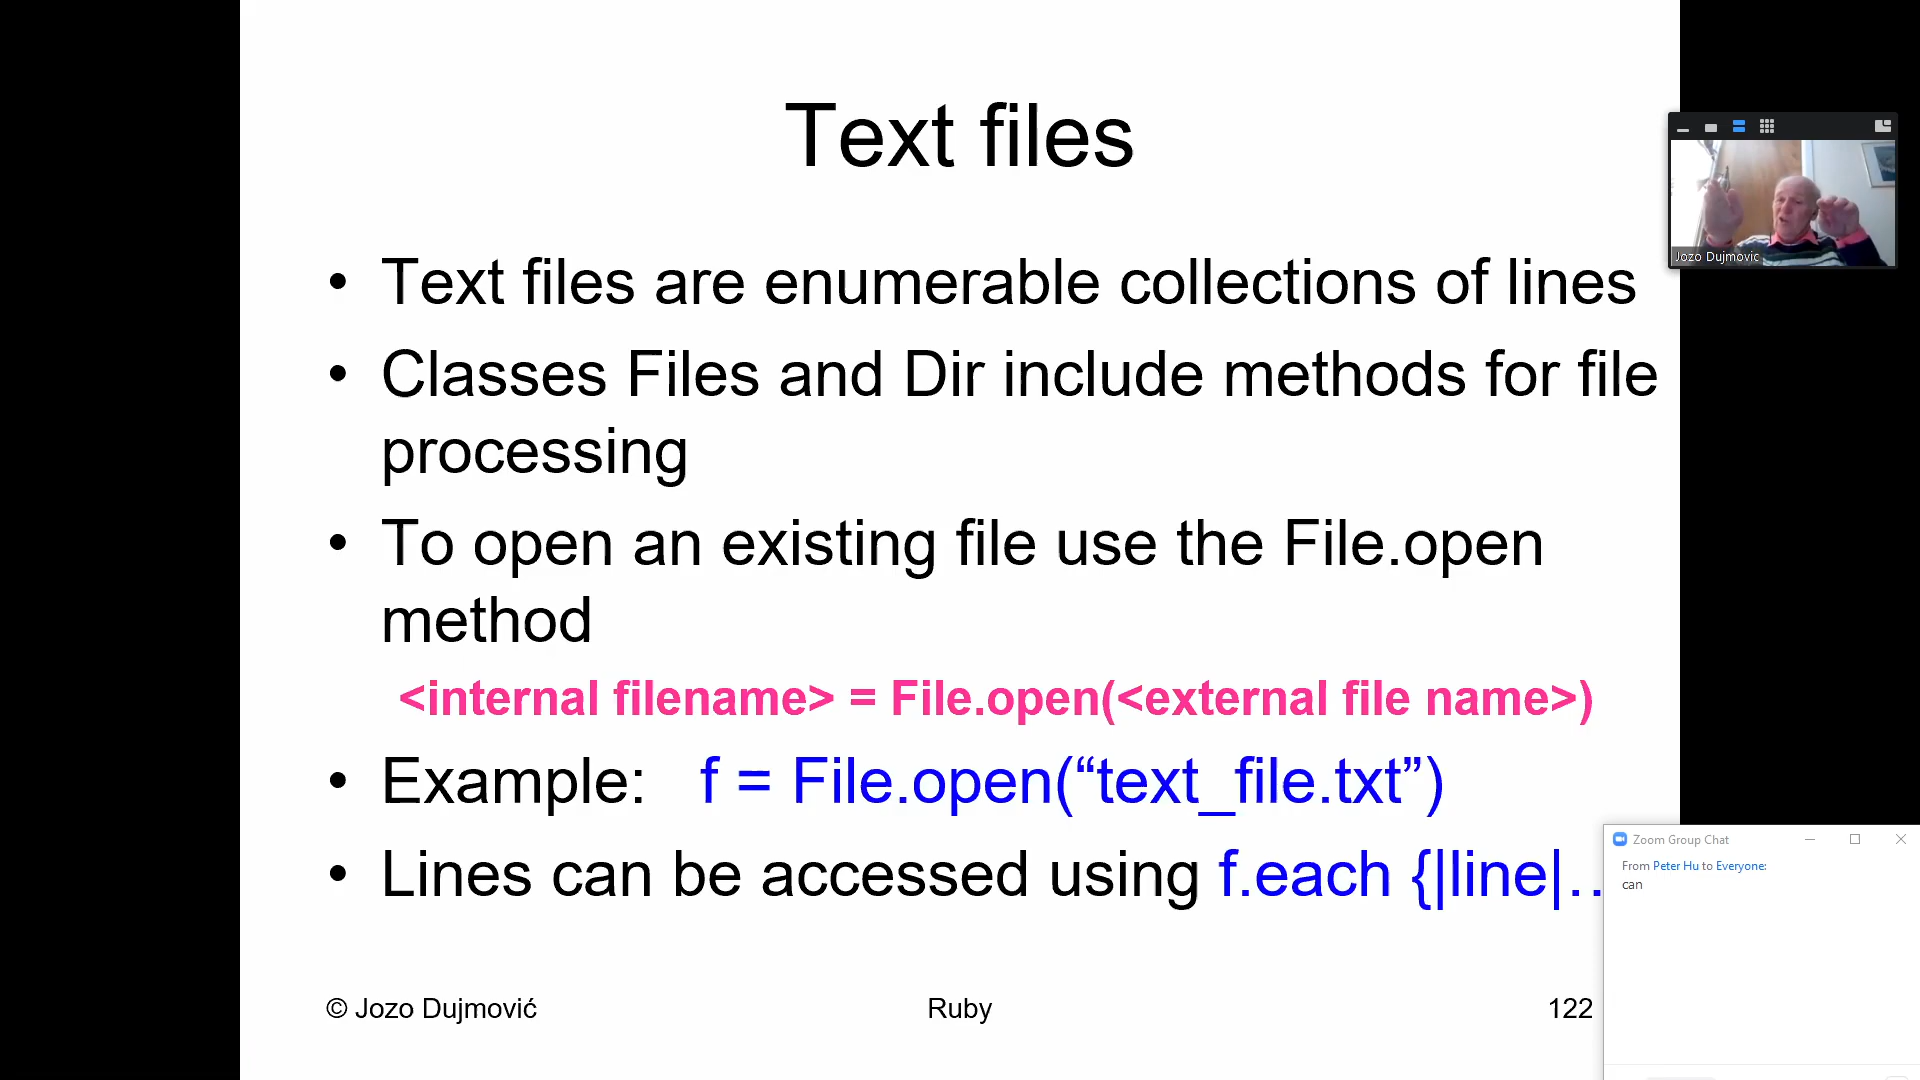 Text files
• Text files are enumerable collections of lines
• Classes Files and Dir include methods for file
processing
• To open an existing file use the File.open
method
<internal filename> = File.open(<external file name>)
• Example: f = File.open(“text_file.txt”)
• Lines can be accessed using f.each {|line|..
© Jozo Dujmović
Ruby
122
Jozo Dujmovic
Zoom Group Chat
From Peter Hu to Everyone:
can